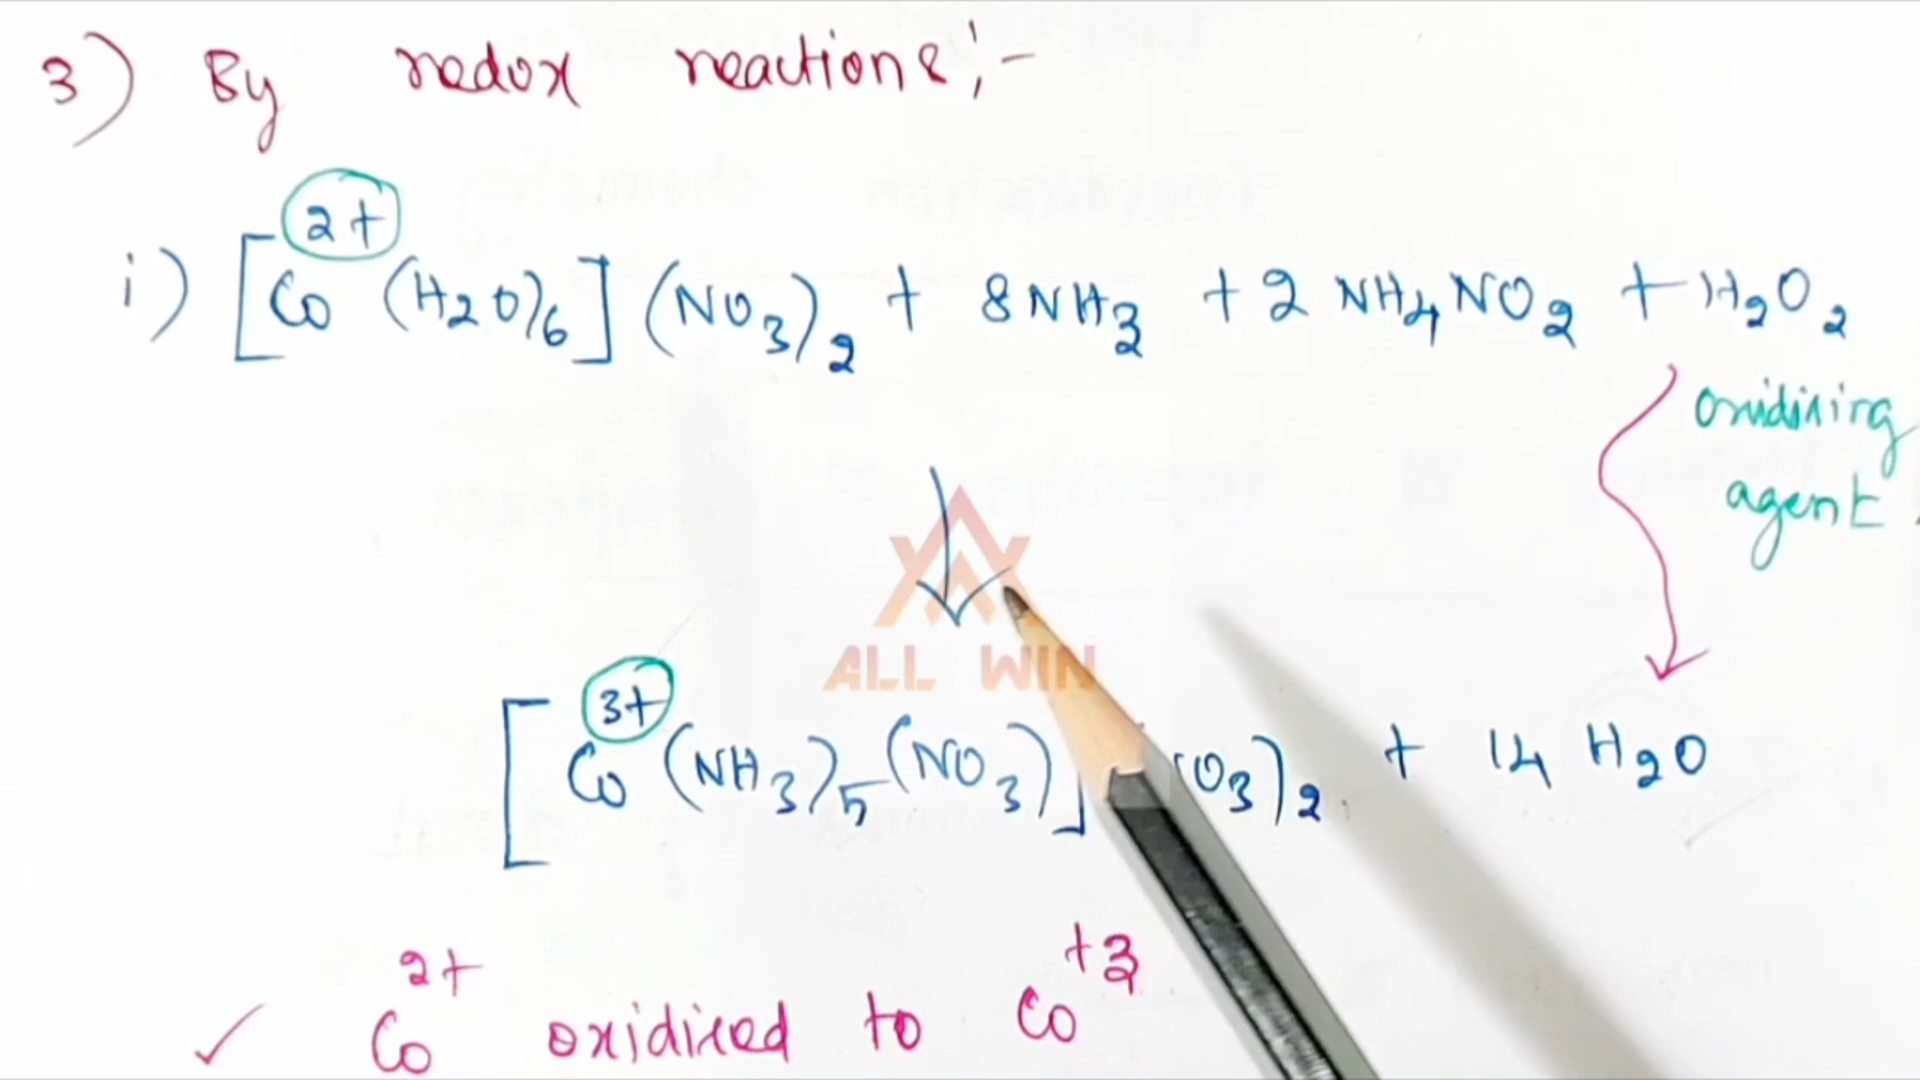 3) By redox reactions:-
2+
i) [Co (H2O)6] (NO3)2 + 8NH3 + 2 NH4NO2 + H2O2
oxidising
agent
ALL WIN
3+
[Co (NH3)5 (NO3)] O3)2 + 14 H2O
2+ +3
✓ Co oxidized to Co